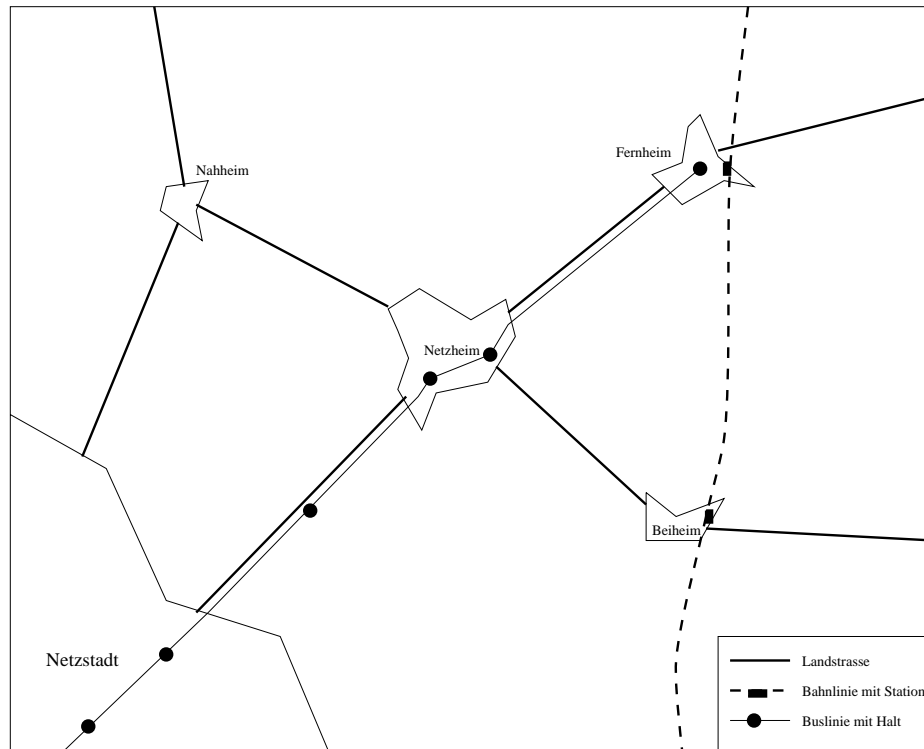 Fernheim
Nahheim
Netzheim
Beiheim
Netzstadt
Landstrasse
Bahnlinie mit Station
Buslinie mit Halt